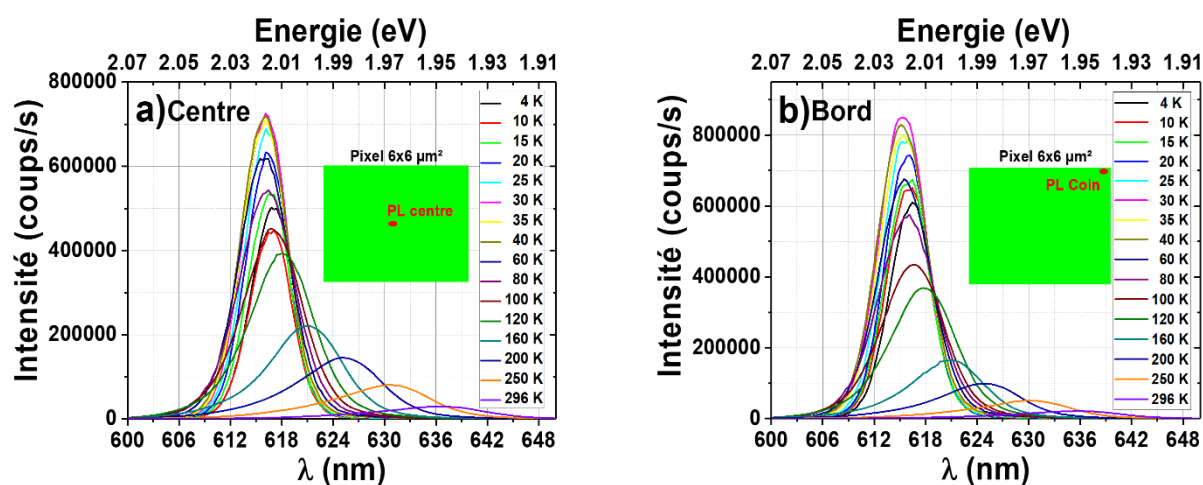 Energie (eV)
2.07 2.05 2.03 2.01 1.99 1.97 1.95 1.93 1.91
800000
600000
400000
200000
0
Intensité (coups/s)
a)Centre
Pixel 6x6 µm²
PL centre
4 K
10 K
15 K
20 K
25 K
30 K
35 K
40 K
60 K
80 K
100 K
120 K
160 K
200 K
250 K
296 K
600 606 612 618 624 630 636 642 648
λ (nm)
Energie (eV)
2.07 2.05 2.03 2.01 1.99 1.97 1.95 1.93 1.91
800000
600000
400000
200000
0
Intensité (coups/s)
b)Bord
Pixel 6x6 µm²
PL Coin
4 K
10 K
15 K
20 K
25 K
30 K
35 K
40 K
60 K
80 K
100 K
120 K
160 K
200 K
250 K
296 K
600 606 612 618 624 630 636 642 648
λ (nm)